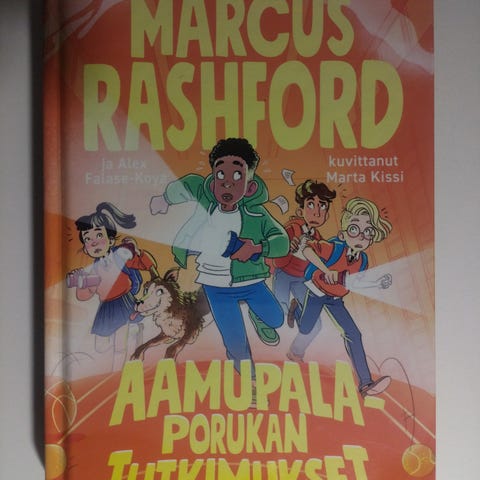 MARCUS
RASHFORD
ja Alex
Falase-Koya
kuvittanut
Marta Kissi
AAMUPALA-
PORUKAN
TUTKIMUKSET